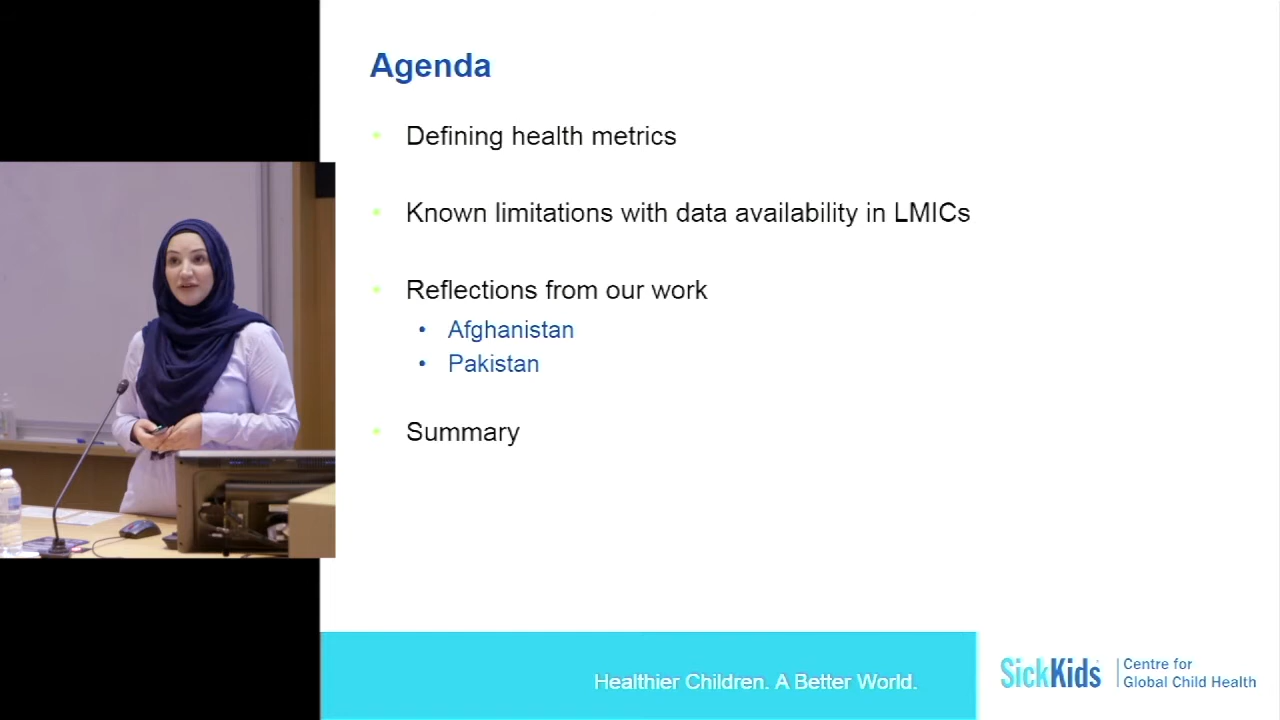 Agenda
Defining health metrics
Known limitations with data availability in LMICs
Reflections from our work
Afghanistan
Pakistan
Summary
Healthier Children. A Better World.
SickKids
Centre for
Global Child Health